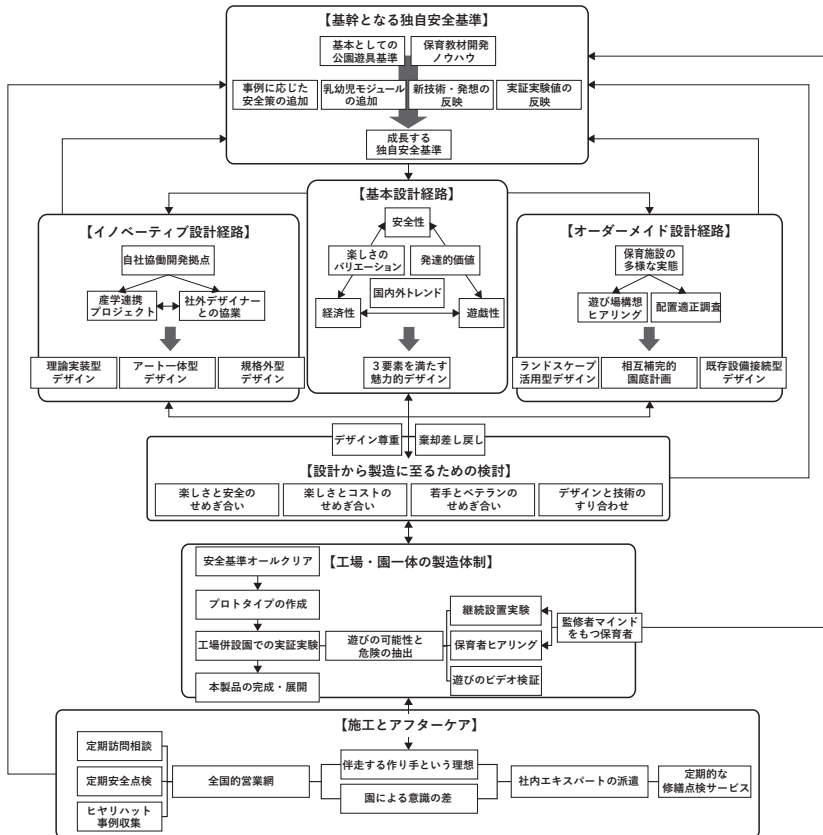 【基幹となる独自安全基準】
基本としての
公園遊具基準
保育教材開発
ノウハウ
事例に応じた
安全策の追加
乳幼児モジュール
の追加
新技術・発想の
反映
実証実験値の
反映
成長する
独自安全基準
【イノベーティブ設計経路】
自社協働開発拠点
産学連携
プロジェクト
社外デザイナー
との協業
理論実装型
デザイン
アート一体型
デザイン
規格外型
デザイン
【基本設計経路】
安全性
楽しさの
バリエーション
発達的価値
国内外トレンド
経済性
遊戯性
３要素を満たす
魅力的デザイン
【オーダーメイド設計経路】
保育施設の
多様な実態
遊び場構想
ヒアリング
配置適正調査
ランドスケープ
活用型デザイン
相互補完的
園庭計画
既存設備接続型
デザイン
デザイン尊重
棄却差し戻し
【設計から製造に至るための検討】
楽しさと安全の
せめぎ合い
楽しさとコストの
せめぎ合い
若手とベテランの
せめぎ合い
デザインと技術の
すり合わせ
【工場・園一体の製造体制】
安全基準オールクリア
プロトタイプの作成
工場併設園での実証実験
本製品の完成・展開
遊びの可能性と
危険の抽出
継続設置実験
保育者ヒアリング
遊びのビデオ検証
監修者マインド
をもつ保育者
【施工とアフターケア】
定期訪問相談
定期安全点検
ヒヤリハット
事例収集
全国的営業網
伴走する作り手という理想
園による意識の差
社内エキスパートの派遣
定期的な
修繕点検サービス